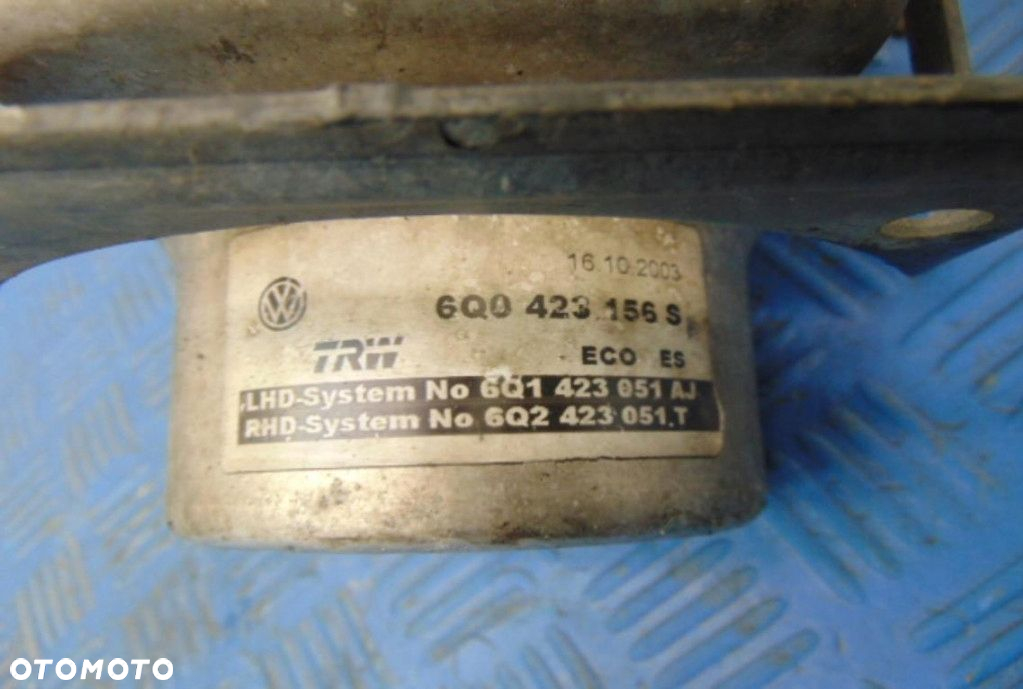 16.10.2003
6Q0 423 156 S
TRW
ECO ES
LHD-System No 6Q1 423 051 AJ
RHD-System No 6Q2 423 051 T
OTOMOTO